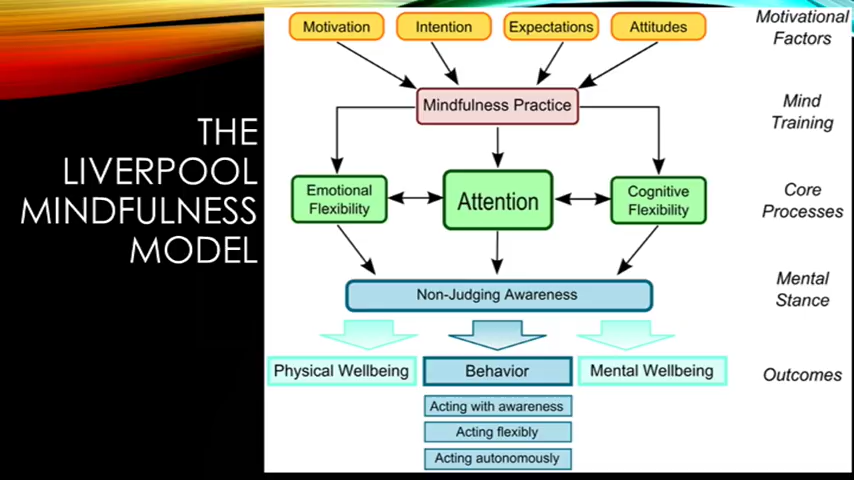 THE
LIVERPOOL
MINDFULNESS
MODEL
Motivation
Intention
Expectations
Attitudes
Motivational
Factors
Mindfulness Practice
Mind
Training
Emotional
Flexibility
Attention
Cognitive
Flexibility
Core
Processes
Non-Judging Awareness
Mental
Stance
Physical Wellbeing
Behavior
Mental Wellbeing
Outcomes
Acting with awareness
Acting flexibly
Acting autonomously